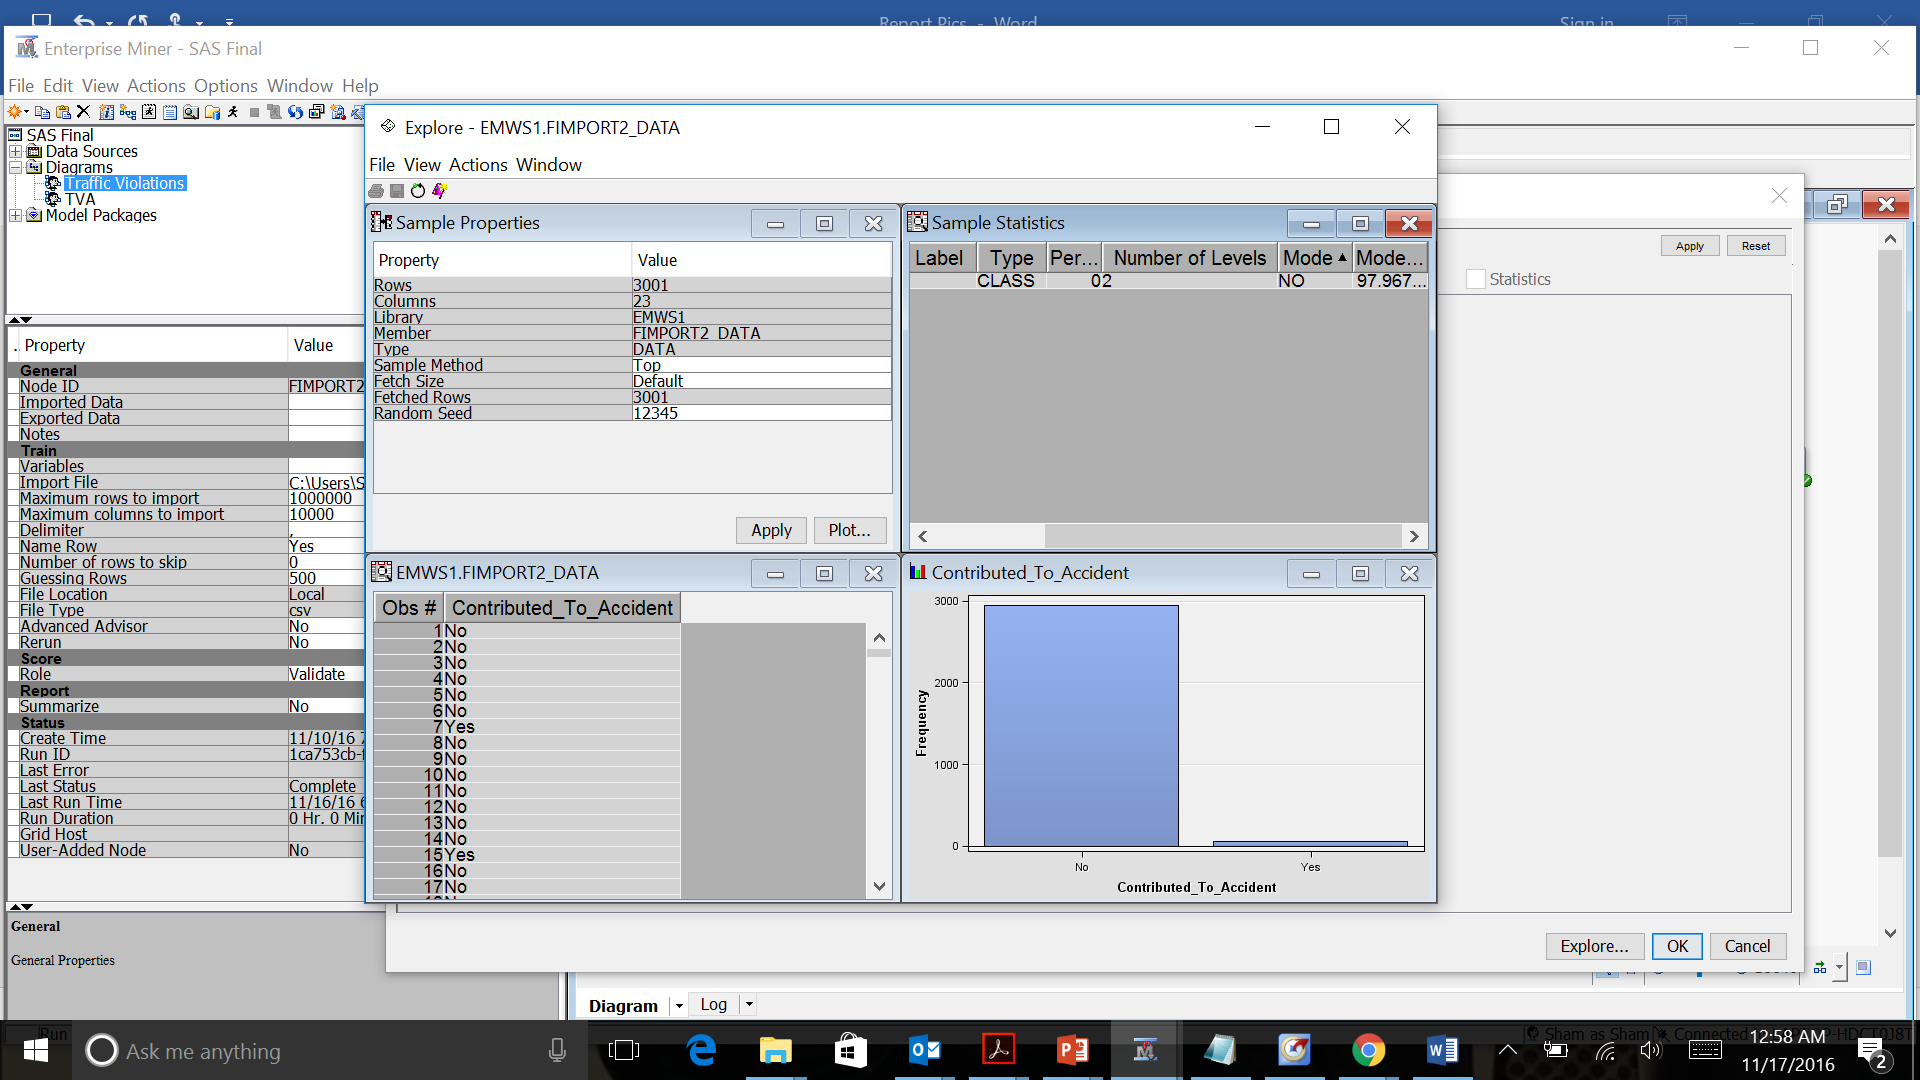 Report Pics - Word
Sign in
Enterprise Miner - SAS Final
File Edit View Actions Options Window Help
SAS Final
Data Sources
Diagrams
Traffic Violations
TVA
Model Packages
.. Property Value
General
Node ID FIMPORT2
Imported Data
Exported Data
Notes
Train
Variables
Import File C:\Users\S
Maximum rows to import 1000000
Maximum columns to import 10000
Delimiter ,
Name Row Yes
Number of rows to skip 0
Guessing Rows 500
File Location Local
File Type csv
Advanced Advisor No
Rerun No
Score
Role Validate
Report
Summarize No
Status
Create Time 11/10/16 7
Run ID 1ca753cb-
Last Error
Last Status Complete
Last Run Time 11/16/16 6
Run Duration 0 Hr. 0 Min
Grid Host
User-Added Node No
General
General Properties
Explore - EMWS1.FIMPORT2_DATA
File View Actions Window
Sample Properties
Property Value
Rows 3001
Columns 23
Library EMWS1
Member FIMPORT2_DATA
Type DATA
Sample Method Top
Fetch Size Default
Fetched Rows 3001
Random Seed 12345
Apply Plot...
Sample Statistics
Label Type Per... Number of Levels Mode Mode...
CLASS 0 2 NO 97.967...
EMWS1.FIMPORT2_DATA
Obs # Contributed_To_Accident
1 No
2 No
3 No
4 No
5 No
6 No
7 Yes
8 No
9 No
10 No
11 No
12 No
13 No
14 No
15 Yes
16 No
17 No
Contributed_To_Accident
3000
2000
1000
0
Frequency
No Yes
Contributed_To_Accident
Apply Reset
Statistics
Explore... OK Cancel
Diagram Log
Run
Sham as Sham Connected
Ask me anything
12:58 AM
11/17/2016
2